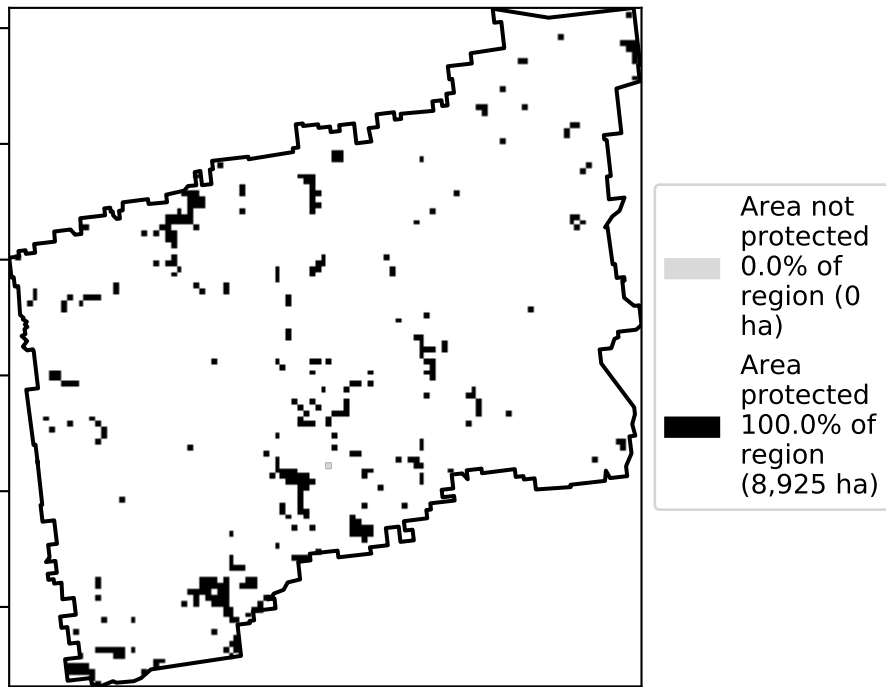 Area not
protected
0.0% of
region (0
ha)
Area
protected
100.0% of
region
(8,925 ha)